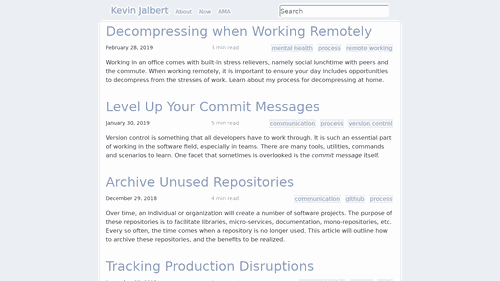 Kevin Jalbert About Now AMA Search
Decompressing when Working Remotely
February 28, 2019 3 min read mental health process remote working
Working in an office comes with built-in stress relievers, namely social lunchtime with peers and
the commute. When working remotely, it is important to ensure your day includes opportunities
to decompress from the stresses of work. Learn about my process for decompressing at home.
Level Up Your Commit Messages
January 30, 2019 5 min read communication process version control
Version control is something that all developers have to work through. It is such an essential part
of working in the software field, especially in teams. There are many tools, utilities, commands
and scenarios to learn. One facet that sometimes is overlooked is the commit message itself.
Archive Unused Repositories
December 29, 2018 4 min read communication github process
Over time, an individual or organization will create a number of software projects. The purpose of
these repositories is to facilitate libraries, micro-services, documentation, mono-repositories, etc.
Every so often, the time comes when a repository is no longer used. This article will outline how
to archive these repositories, and the benefits to be realized.
Tracking Production Disruptions